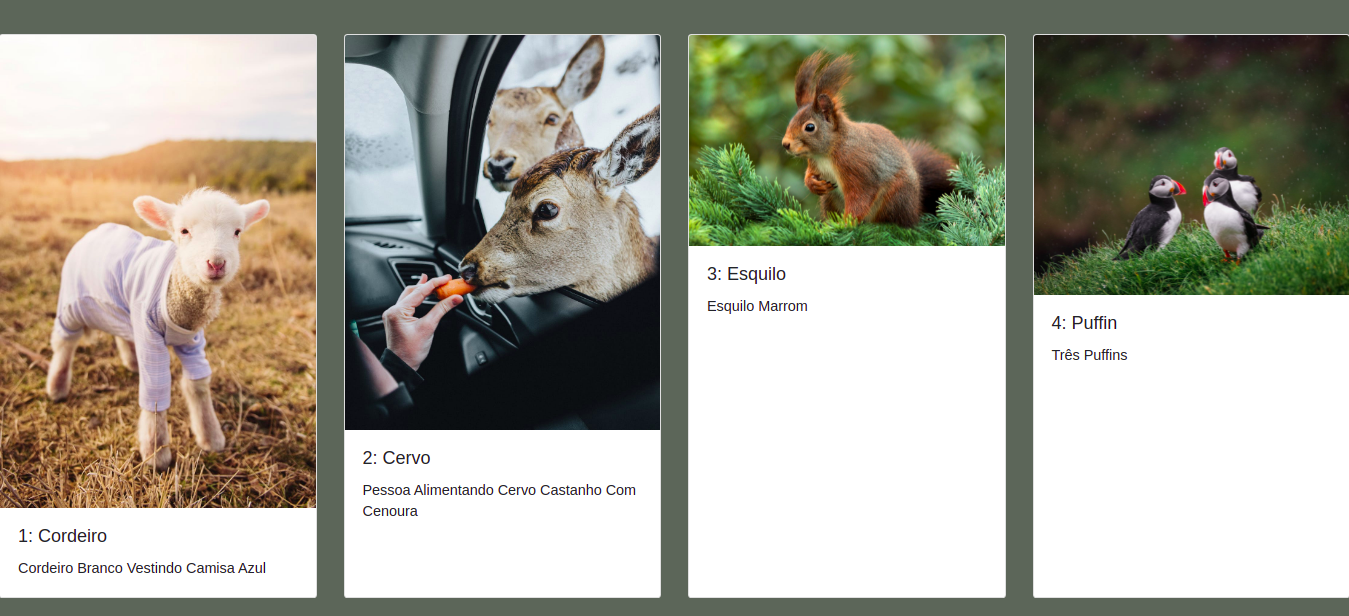 1: Cordeiro
Cordeiro Branco Vestindo Camisa Azul
2: Cervo
Pessoa Alimentando Cervo Castanho Com
Cenoura
3: Esquilo
Esquilo Marrom
4: Puffin
Três Puffins